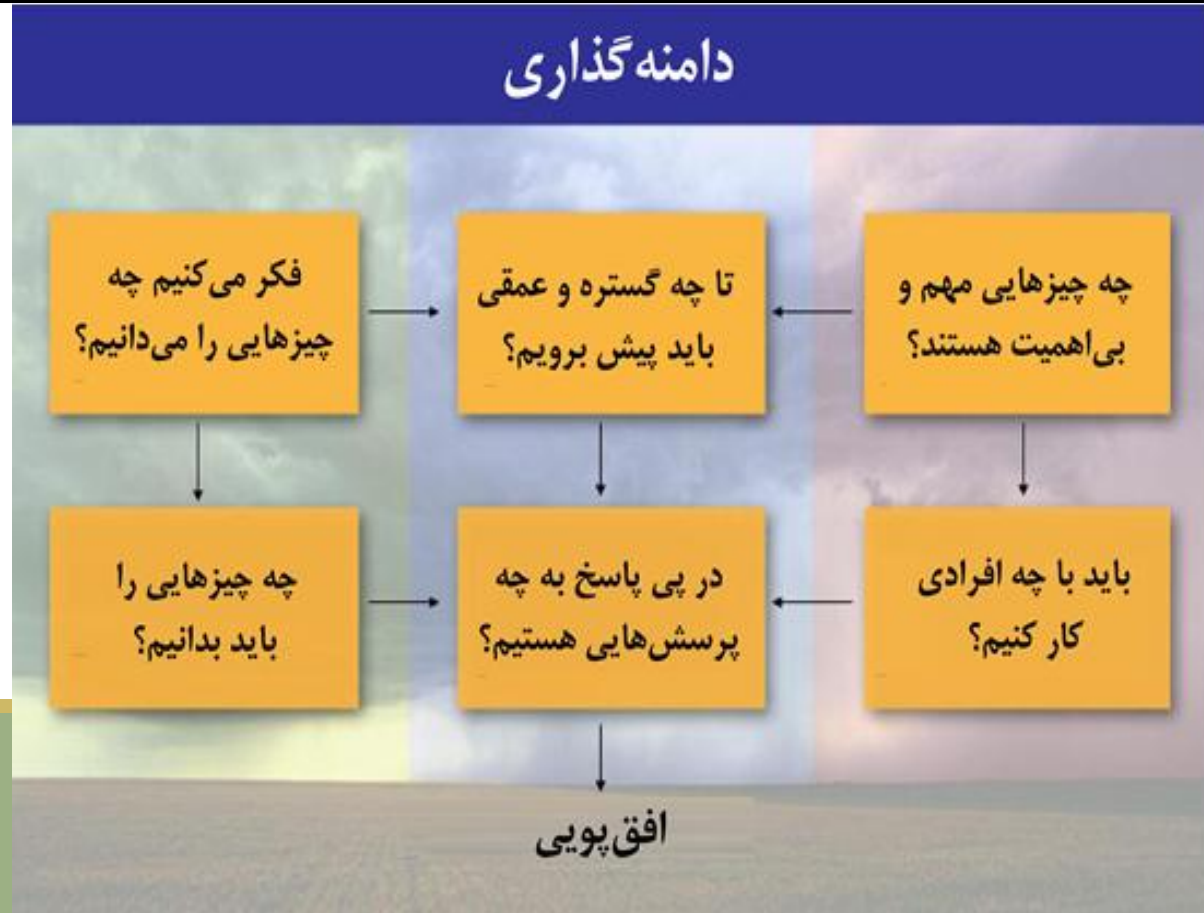 دامنه‌گذاری
چه چیزهایی مهم و
بی‌اهمیت هستند؟
تا چه گستره و عمقی
باید پیش برویم؟
فکر می‌کنیم چه
چیزهایی را می‌دانیم؟
باید با چه افرادی
کار کنیم؟
در پی پاسخ به چه
پرسش‌هایی هستیم؟
چه چیزهایی را
باید بدانیم؟
افق‌پویی